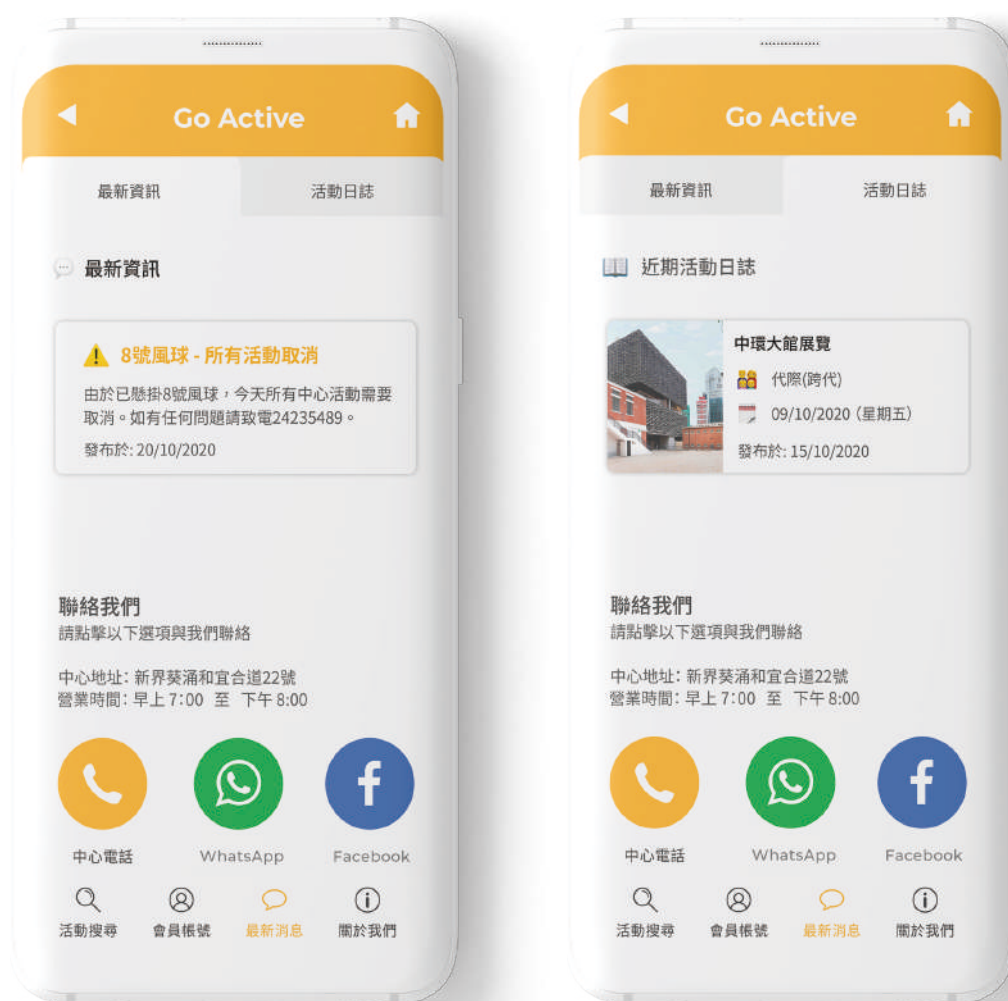 Go Active
最新資訊
活動日誌
最新資訊
8號風球 - 所有活動取消
由於已懸掛8號風球，今天所有中心活動需要
取消。如有任何問題請致電24235489。
發布於: 20/10/2020
聯絡我們
請點擊以下選項與我們聯絡
中心地址: 新界葵涌和宜合道22號
營業時間: 早上 7:00 至 下午 8:00
中心電話
WhatsApp
Facebook
活動搜尋
會員帳號
最新消息
關於我們
Go Active
最新資訊
活動日誌
近期活動日誌
中環大館展覽
代際(跨代)
09/10/2020 (星期五)
發布於: 15/10/2020
聯絡我們
請點擊以下選項與我們聯絡
中心地址: 新界葵涌和宜合道22號
營業時間: 早上 7:00 至 下午 8:00
中心電話
WhatsApp
Facebook
活動搜尋
會員帳號
最新消息
關於我們